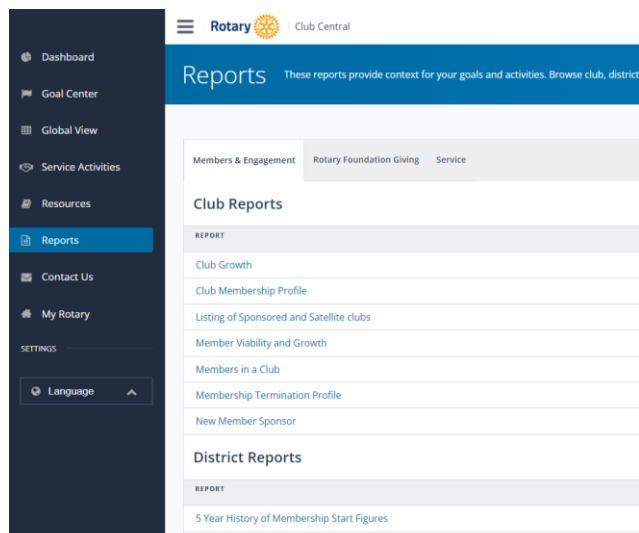 Rotary Club Central
Dashboard
Goal Center
Global View
Service Activities
Resources
Reports
Contact Us
My Rotary
SETTINGS
Language
Reports These reports provide context for your goals and activities. Browse club, district
Members & Engagement Rotary Foundation Giving Service
Club Reports
REPORT
Club Growth
Club Membership Profile
Listing of Sponsored and Satellite clubs
Member Viability and Growth
Members in a Club
Membership Termination Profile
New Member Sponsor
District Reports
REPORT
5 Year History of Membership Start Figures